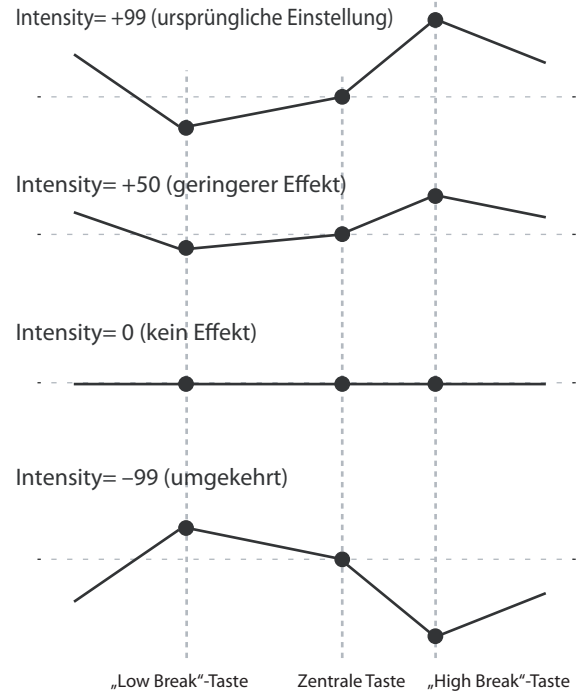 Intensity= +99 (ursprüngliche Einstellung)
Intensity= +50 (geringerer Effekt)
Intensity= 0 (kein Effekt)
Intensity= –99 (umgekehrt)
„Low Break“-Taste Zentrale Taste „High Break“-Taste